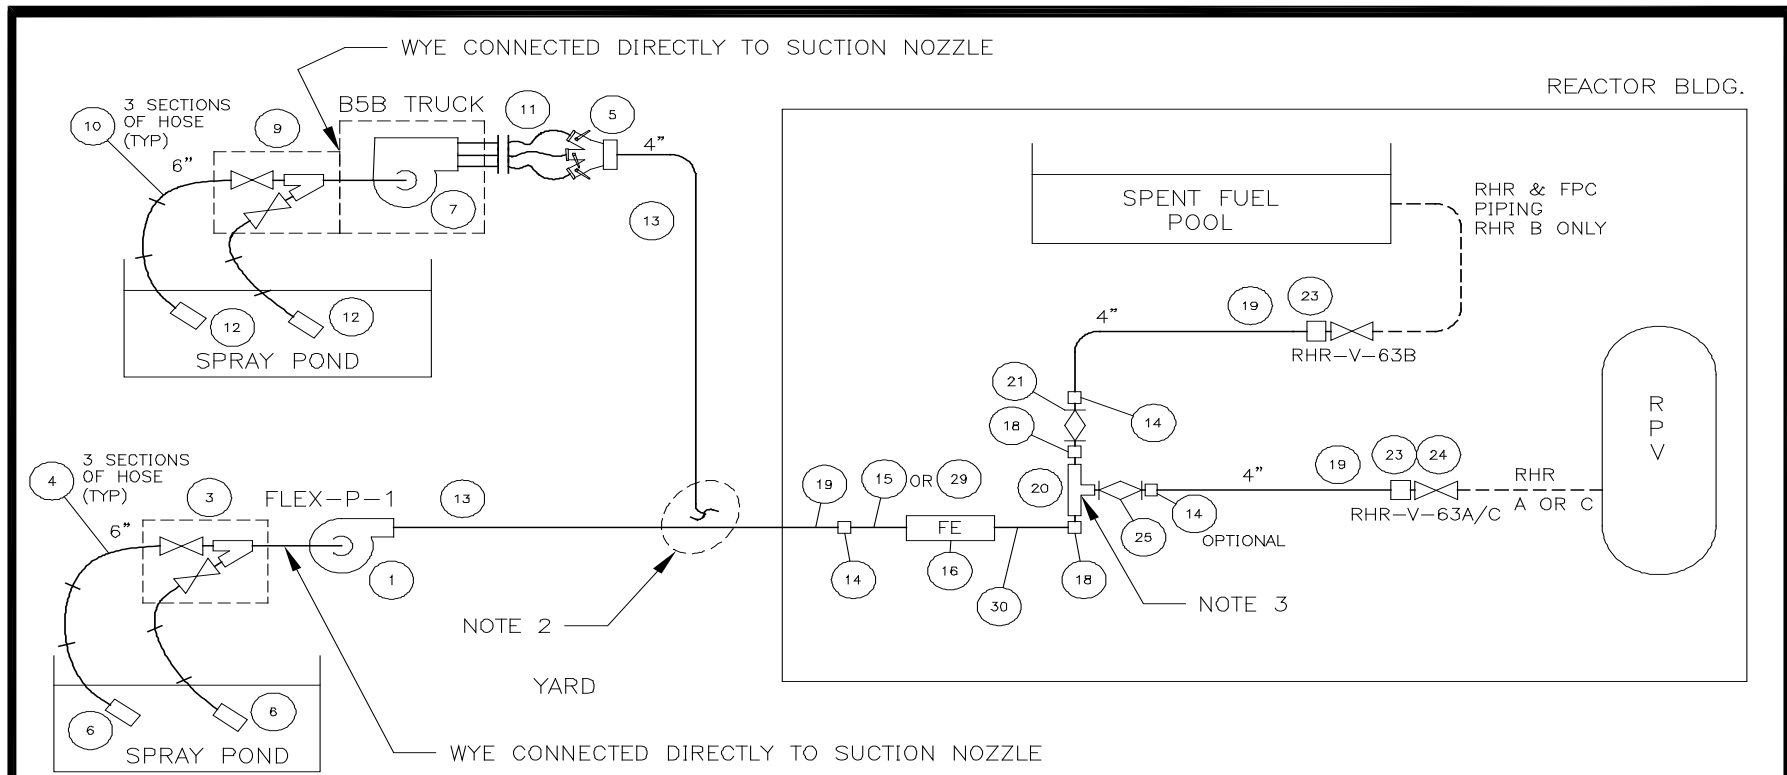 WYE CONNECTED DIRECTLY TO SUCTION NOZZLE
REACTOR BLDG.
3 SECTIONS
OF HOSE
(TYP)
10
9
B5B TRUCK
11
5
6"
4"
7
13
12
12
SPRAY POND
SPENT FUEL
POOL
RHR & FPC
PIPING
RHR B ONLY
19
23
4"
RHR-V-63B
21
14
18
R
P
V
3 SECTIONS
OF HOSE
(TYP)
4
3
FLEX-P-1
13
6"
1
19
15 OR 29
20
4"
19
23
24
RHR
A OR C
RHR-V-63A/C
14
OPTIONAL
25
FE
14
16
30
18
NOTE 3
NOTE 2
YARD
6
6
SPRAY POND
WYE CONNECTED DIRECTLY TO SUCTION NOZZLE